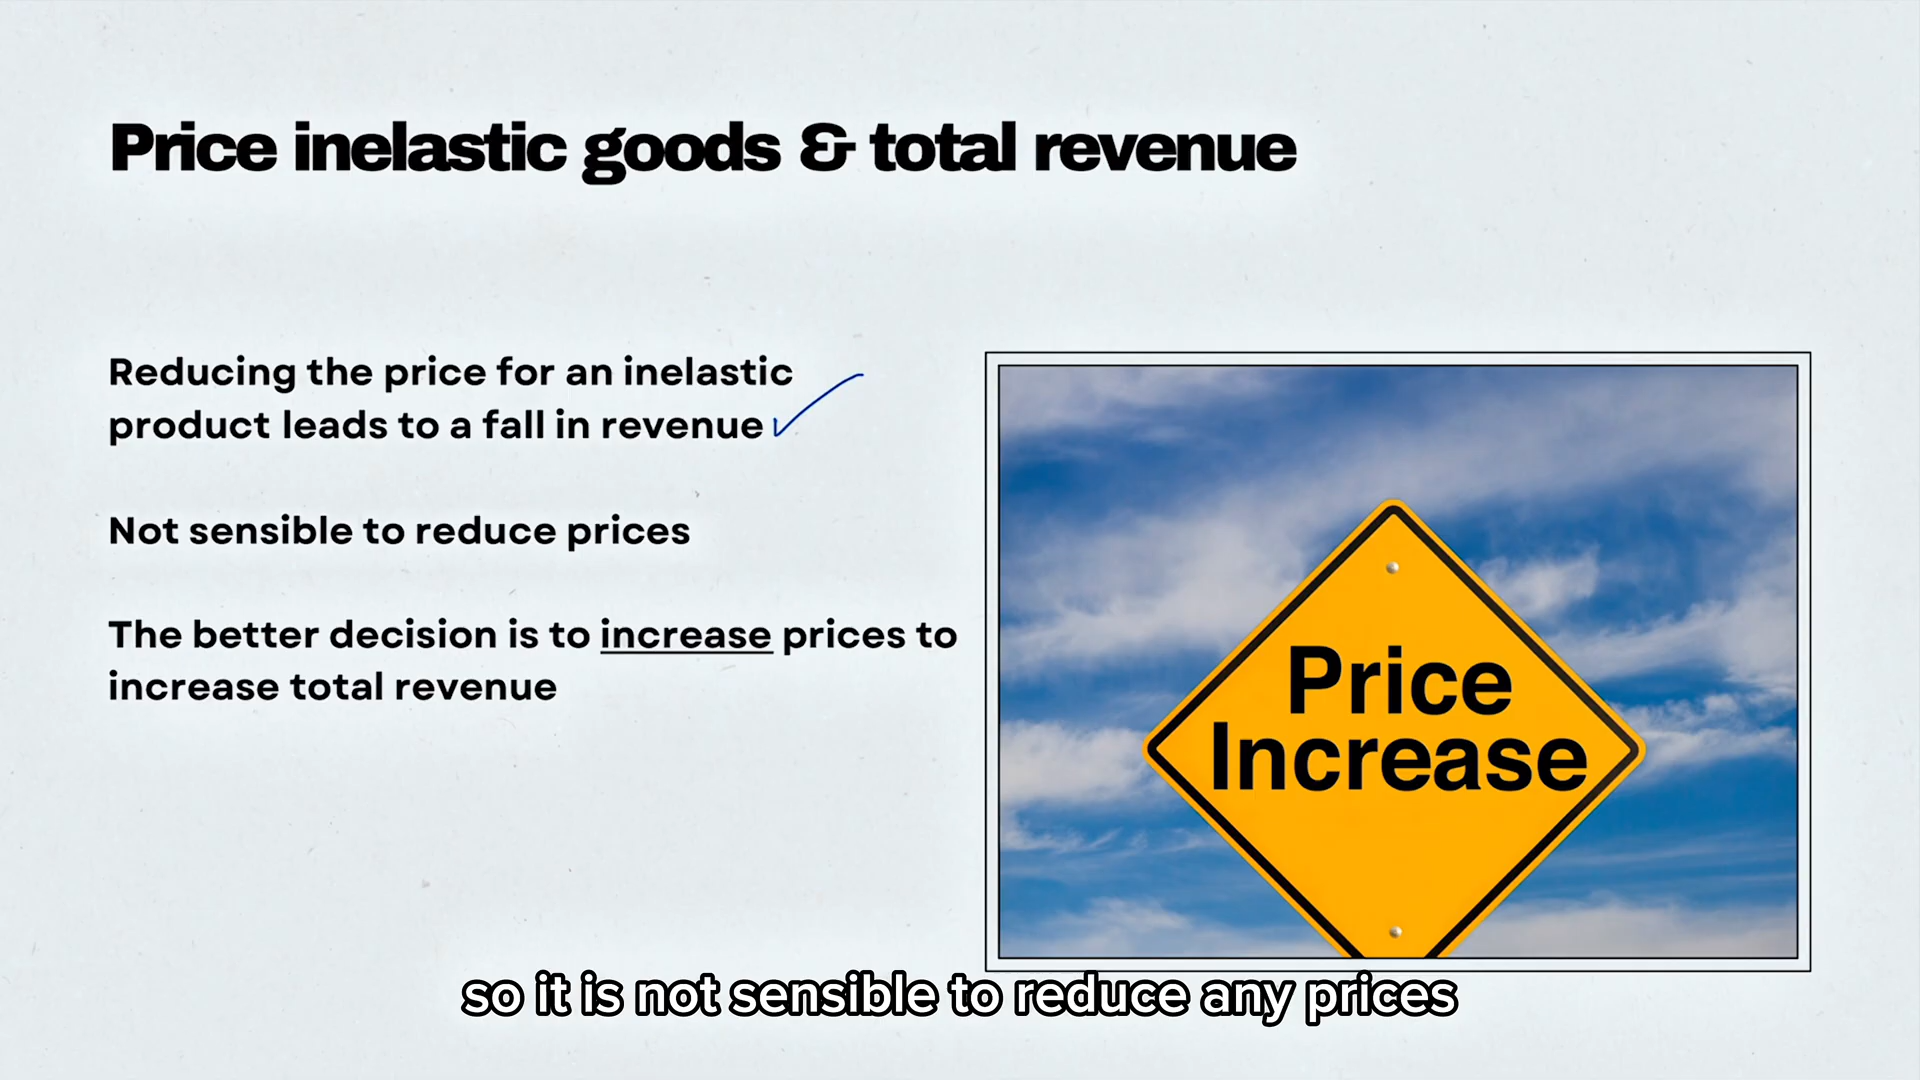 Price inelastic goods & total revenue
Reducing the price for an inelastic
product leads to a fall in revenue
Not sensible to reduce prices
The better decision is to increase prices to
increase total revenue
Price
Increase
so it is not sensible to reduce any prices